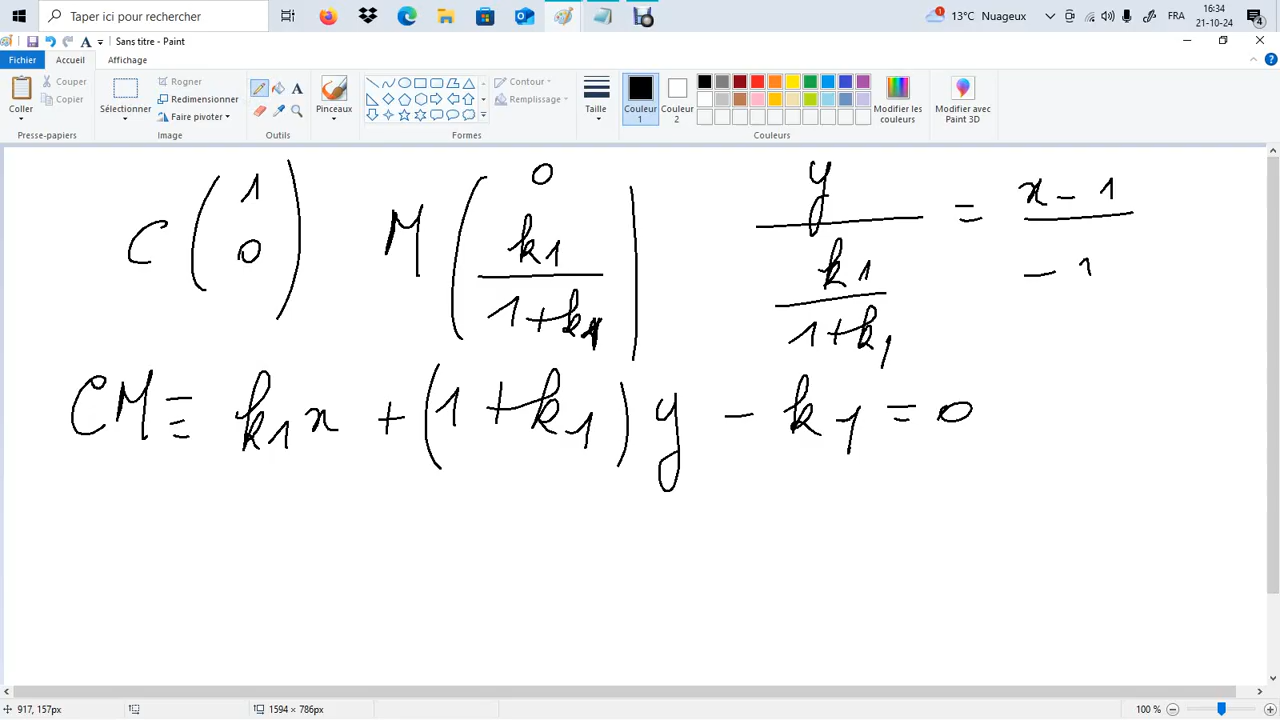 Taper ici pour rechercher 13°C Nuageux FRA 16:34 21-10-24 4
Sans titre - Paint
Fichier Accueil Affichage
Coller Couper Copier Sélectionner Rogner Redimensionner Faire pivoter A Pinceaux Contour Remplissage Taille Couleur 1 Couleur 2 Modifier les couleurs Modifier avec Paint 3D
Presse-papiers Image Outils Formes Couleurs
C (1 0) M (0 k1/(1+k1)) y/(k1/(1+k1)) = (x-1)/-1
CM ≡ k1x + (1+k1)y - k1 = 0
917, 157px 1594 × 786px 100 %